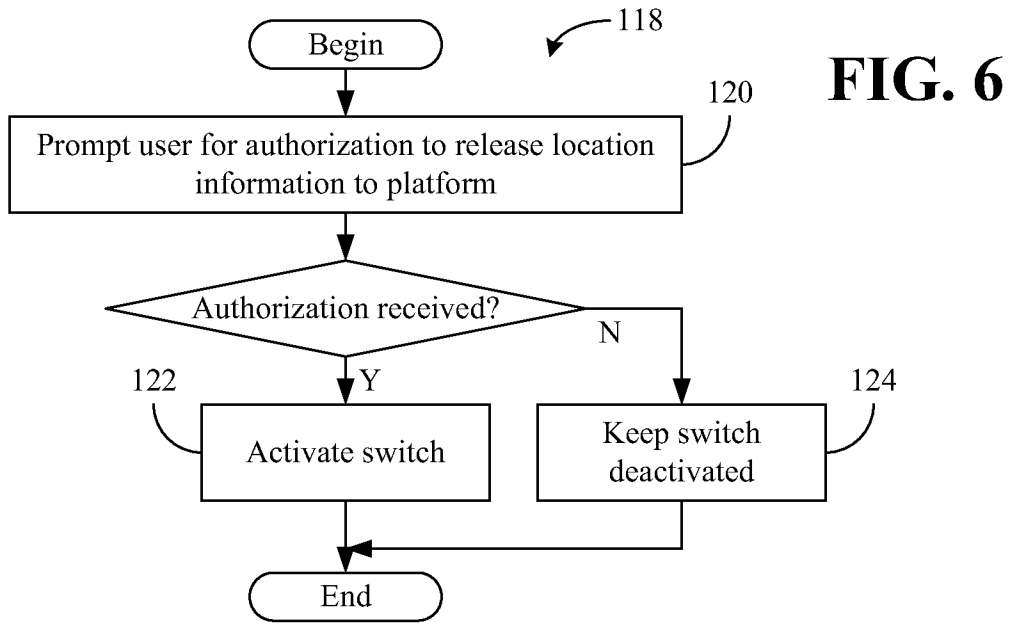 Begin
118
FIG. 6
120
Prompt user for authorization to release location
information to platform
Authorization received?
N
Y
122
124
Activate switch
Keep switch
deactivated
End